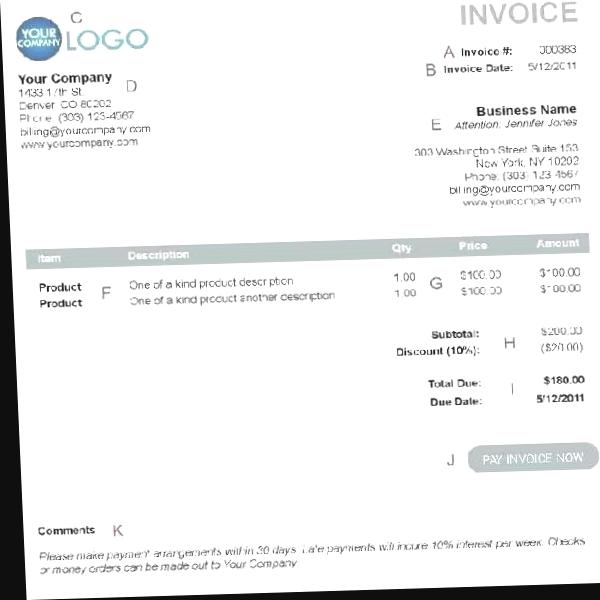 C
INVOICE
YOUR COMPANY LOGO
A Invoice #: 000383
B Invoice Date: 5/12/2011
Your Company
D
1433 17th St.
Denver, CO 80202
Phone: (303) 123-4567
billing@yourcompany.com
www.yourcompany.com
Business Name
E Attention: Jennifer Jones
303 Washington Street Suite 153
New York, NY 10202
Phone: (303) 123-4567
billing@yourcompany.com
www.yourcompany.com
Item Description Qty Price Amount
Product F One of a kind product description 1.00 G $100.00 $100.00
Product One of a kind product another description 1.00 $100.00 $100.00
Subtotal: $200.00
Discount (10%): H ($20.00)
Total Due: I $180.00
Due Date: 5/12/2011
J PAY INVOICE NOW
Comments K
Please make payment arrangements within 30 days. Late payments will incure 10% interest per week. Checks
or money orders can be made out to Your Company